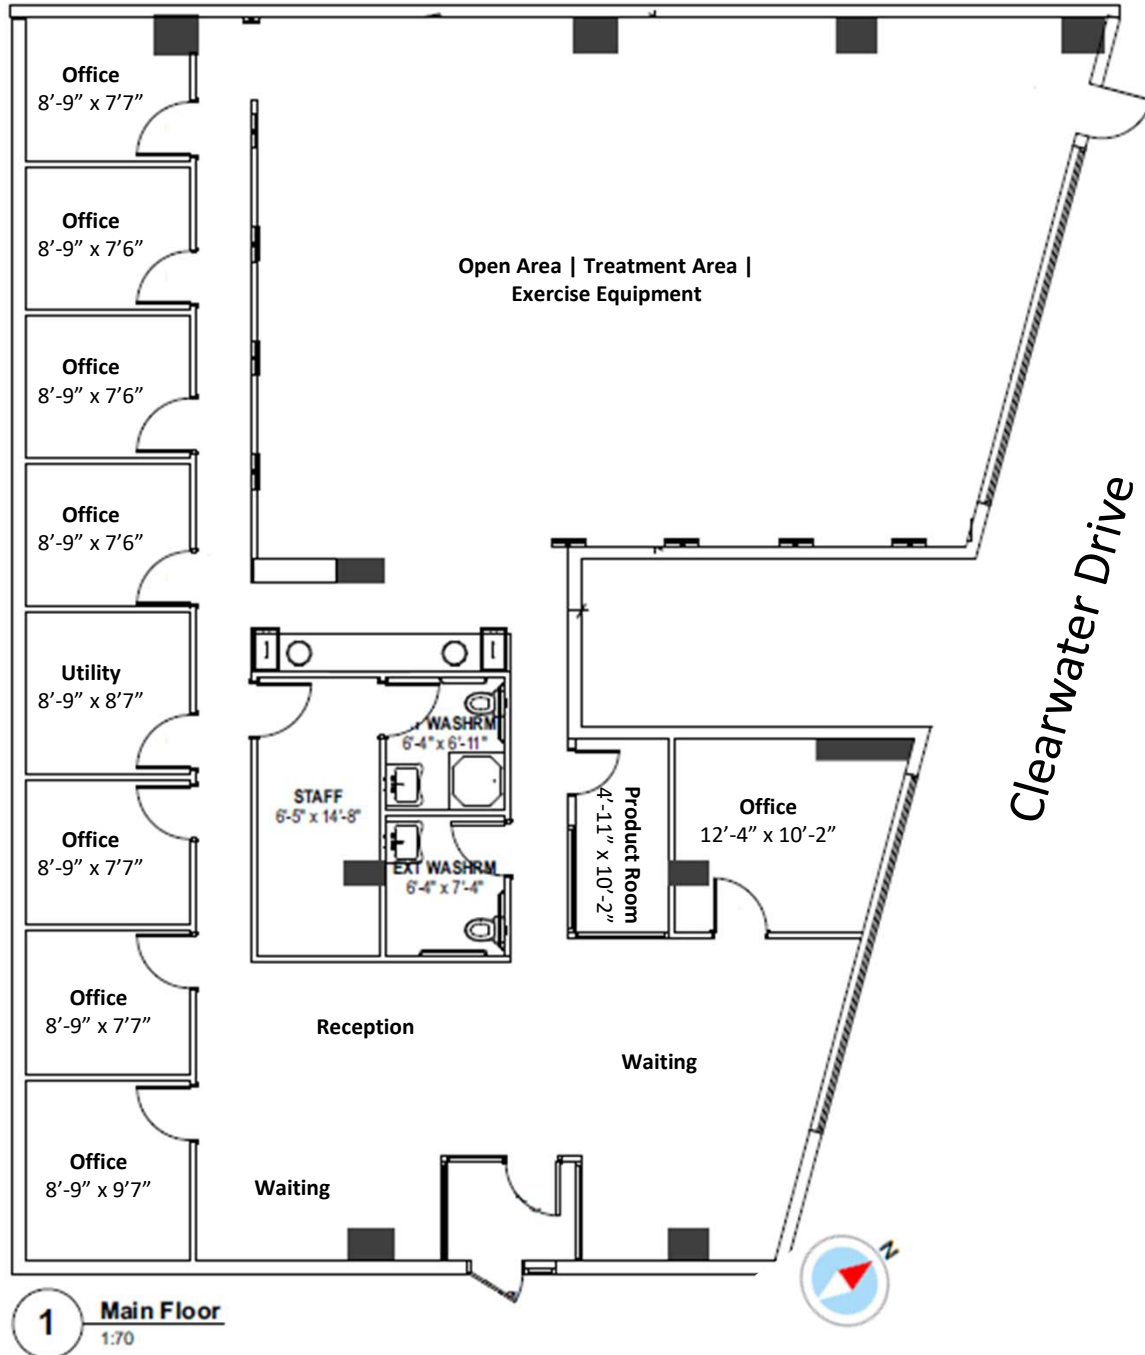 Office
8’-9” x 7’7”
Office
8’-9” x 7’6”
Office
8’-9” x 7’6”
Office
8’-9” x 7’6”
Utility
8’-9” x 8’7”
Office
8’-9” x 7’7”
Office
8’-9” x 7’7”
Office
8’-9” x 9’7”
Open Area | Treatment Area |
Exercise Equipment
WASHRM
6'-4" x 6'-11"
STAFF
6'-5" x 14'-8"
EXT WASHRM
6'-4" x 7'-4"
Product Room
4’-11” x 10’-2”
Office
12’-4” x 10’-2”
Reception
Waiting
Waiting
Clearwater Drive
N
1
Main Floor
1:70